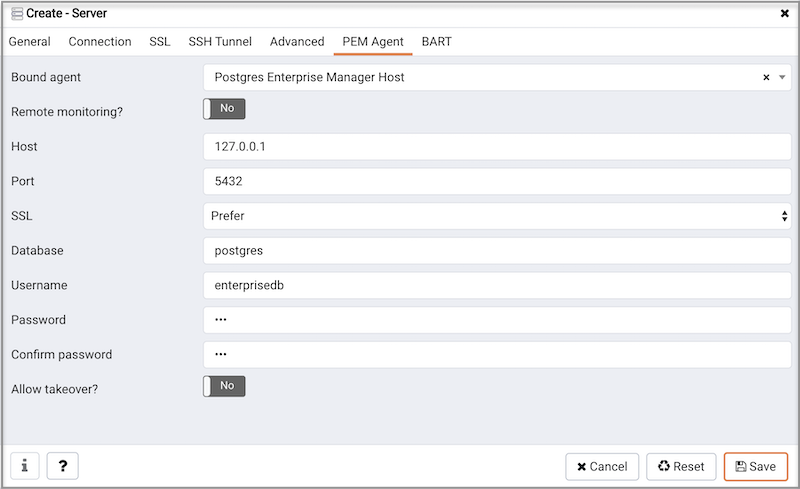 Create - Server
General Connection SSL SSH Tunnel Advanced PEM Agent BART
Bound agent Postgres Enterprise Manager Host
Remote monitoring? No
Host 127.0.0.1
Port 5432
SSL Prefer
Database postgres
Username enterprisedb
Password •••
Confirm password •••
Allow takeover? No
i ? Cancel Reset Save